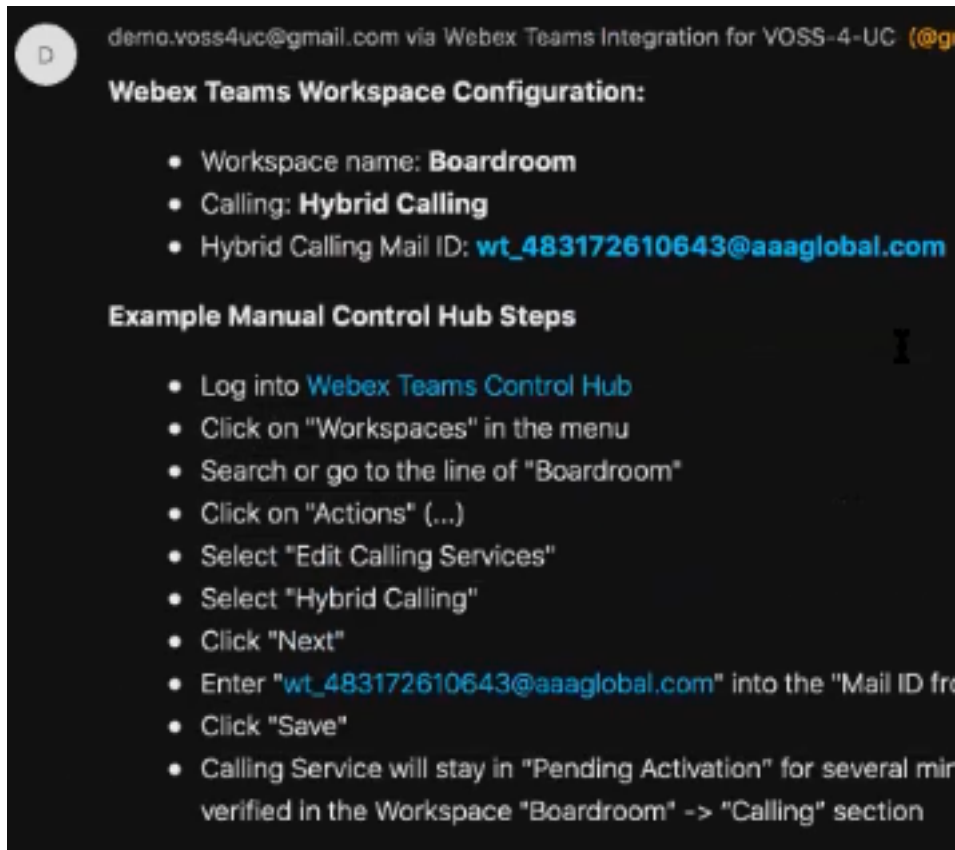 D
demo.voss4uc@gmail.com via Webex Teams Integration for VOSS-4-UC (@g
Webex Teams Workspace Configuration:
• Workspace name: Boardroom
• Calling: Hybrid Calling
• Hybrid Calling Mail ID: wt_483172610643@aaaglobal.com
Example Manual Control Hub Steps
• Log into Webex Teams Control Hub
• Click on "Workspaces" in the menu
• Search or go to the line of "Boardroom"
• Click on "Actions" (...)
• Select "Edit Calling Services"
• Select "Hybrid Calling"
• Click "Next"
• Enter "wt_483172610643@aaaglobal.com" into the "Mail ID fro
• Click "Save"
• Calling Service will stay in "Pending Activation" for several min
verified in the Workspace "Boardroom" -> "Calling" section